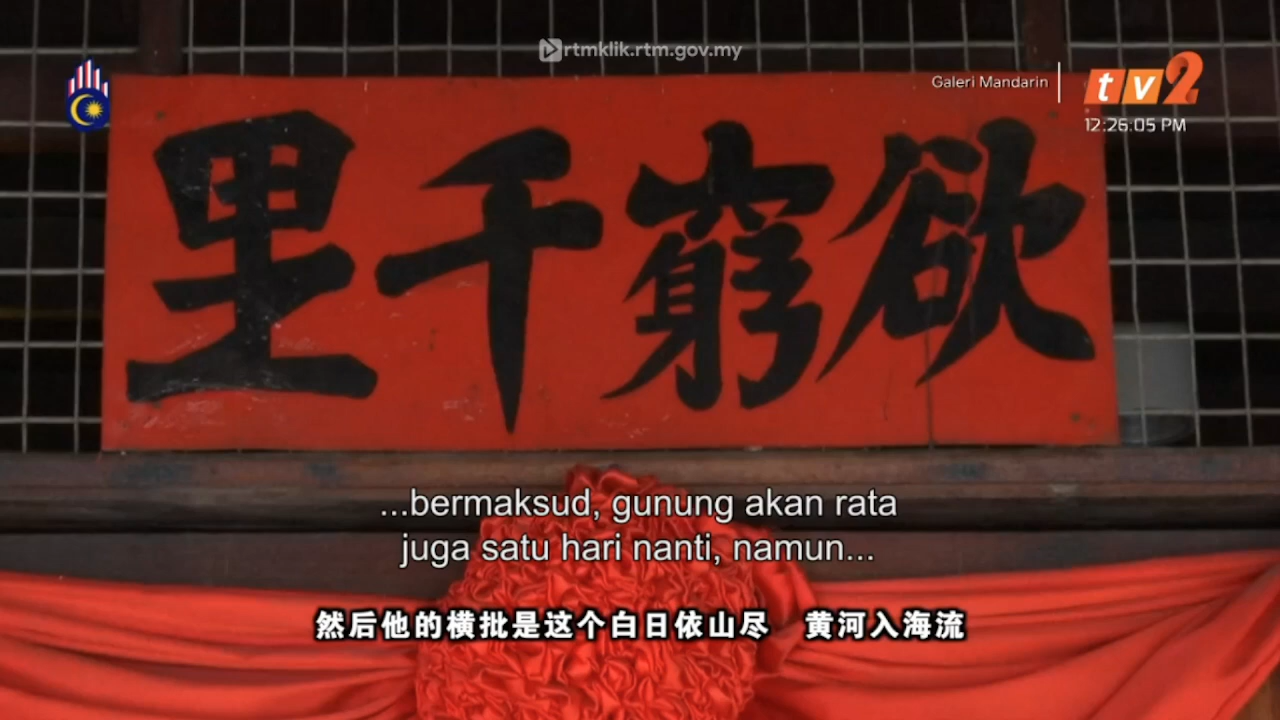 rtmklik.rtm.gov.my
Galeri Mandarin
tv2
12:26:05 PM
欲窮千里
...bermaksud, gunung akan rata
juga satu hari nanti, namun...
然后他的横批是这个白日依山尽 黄河入海流